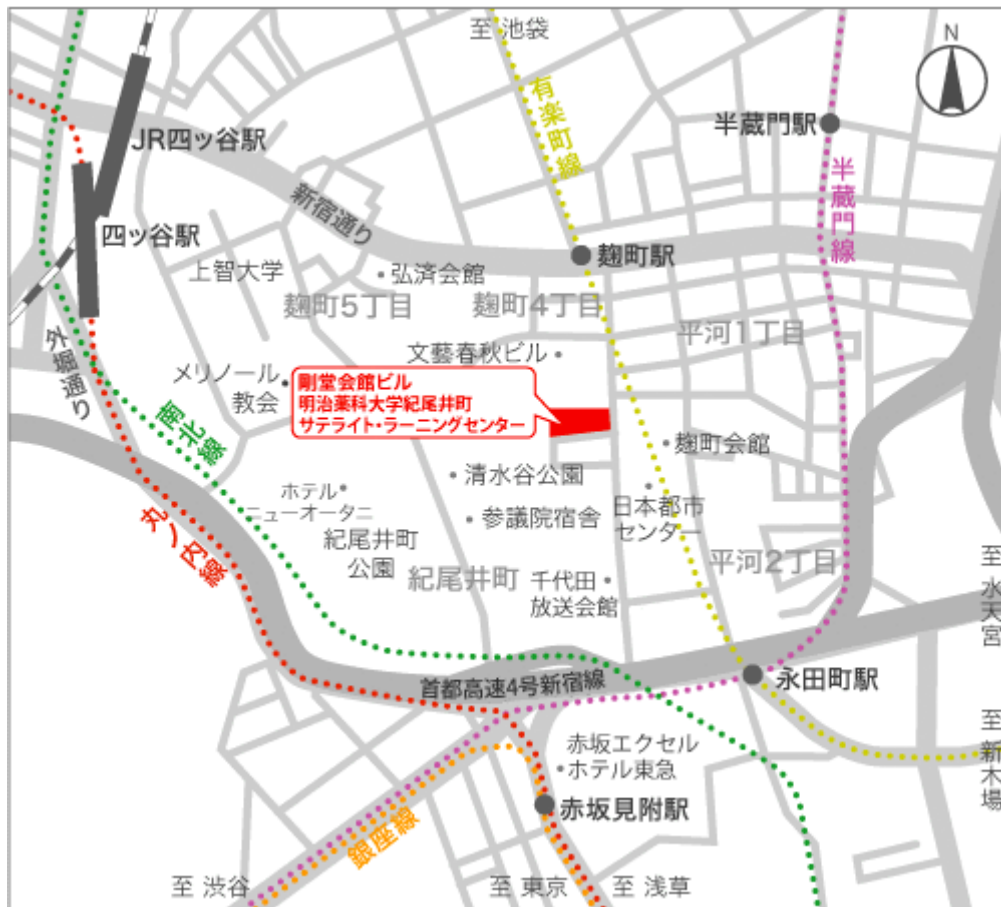 至 池袋
N
有楽町線
半蔵門駅
JR四ッ谷駅
半蔵門線
新宿通り
四ッ谷駅
麹町駅
上智大学
弘済会館
麹町5丁目
麹町4丁目
平河1丁目
外堀通り
文藝春秋ビル
メリノール
教会
剛堂会館ビル
明治薬科大学紀尾井町
サテライト・ラーニングセンター
南北線
麹町会館
清水谷公園
ホテル
ニューオータニ
日本都市
センター
丸ノ内線
参議院宿舎
紀尾井町
公園
平河2丁目
至 水天宮
紀尾井町
千代田
放送会館
首都高速4号新宿線
永田町駅
至 新木場
赤坂エクセル
ホテル東急
赤坂見附駅
銀座線
至 渋谷
至 東京
至 浅草